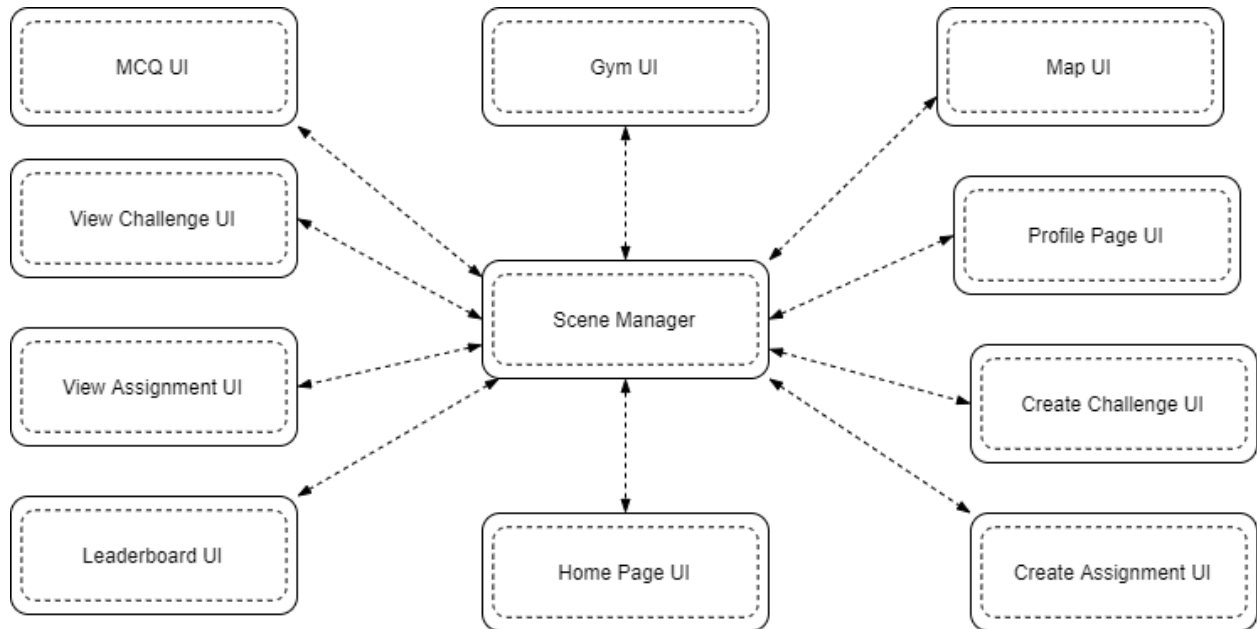 MCQ UI
Gym UI
Map UI
View Challenge UI
Profile Page UI
Scene Manager
View Assignment UI
Create Challenge UI
Leaderboard UI
Home Page UI
Create Assignment UI